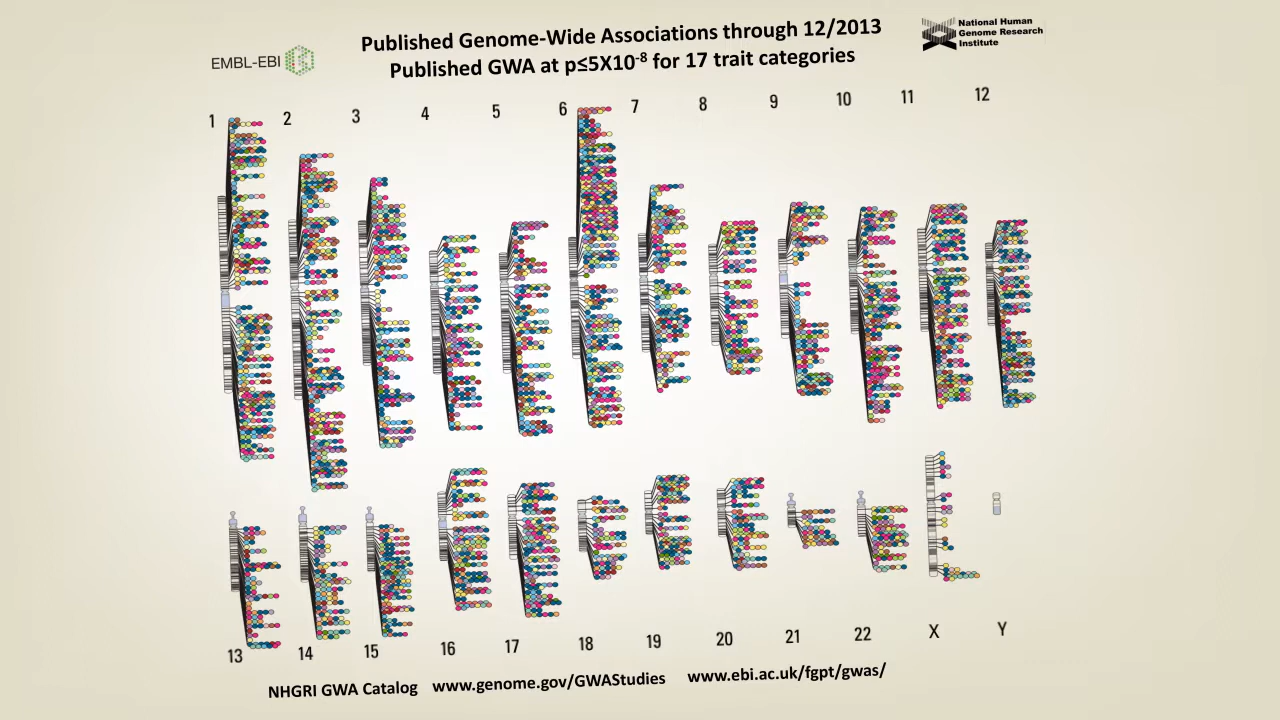 Published Genome-Wide Associations through 12/2013
Published GWA at p≤5X10-8 for 17 trait categories
EMBL-EBI
National Human
Genome Research
Institute
1 2 3 4 5 6 7 8 9 10 11 12
13 14 15 16 17 18 19 20 21 22 X Y
NHGRI GWA Catalog www.genome.gov/GWAStudies www.ebi.ac.uk/fgpt/gwas/